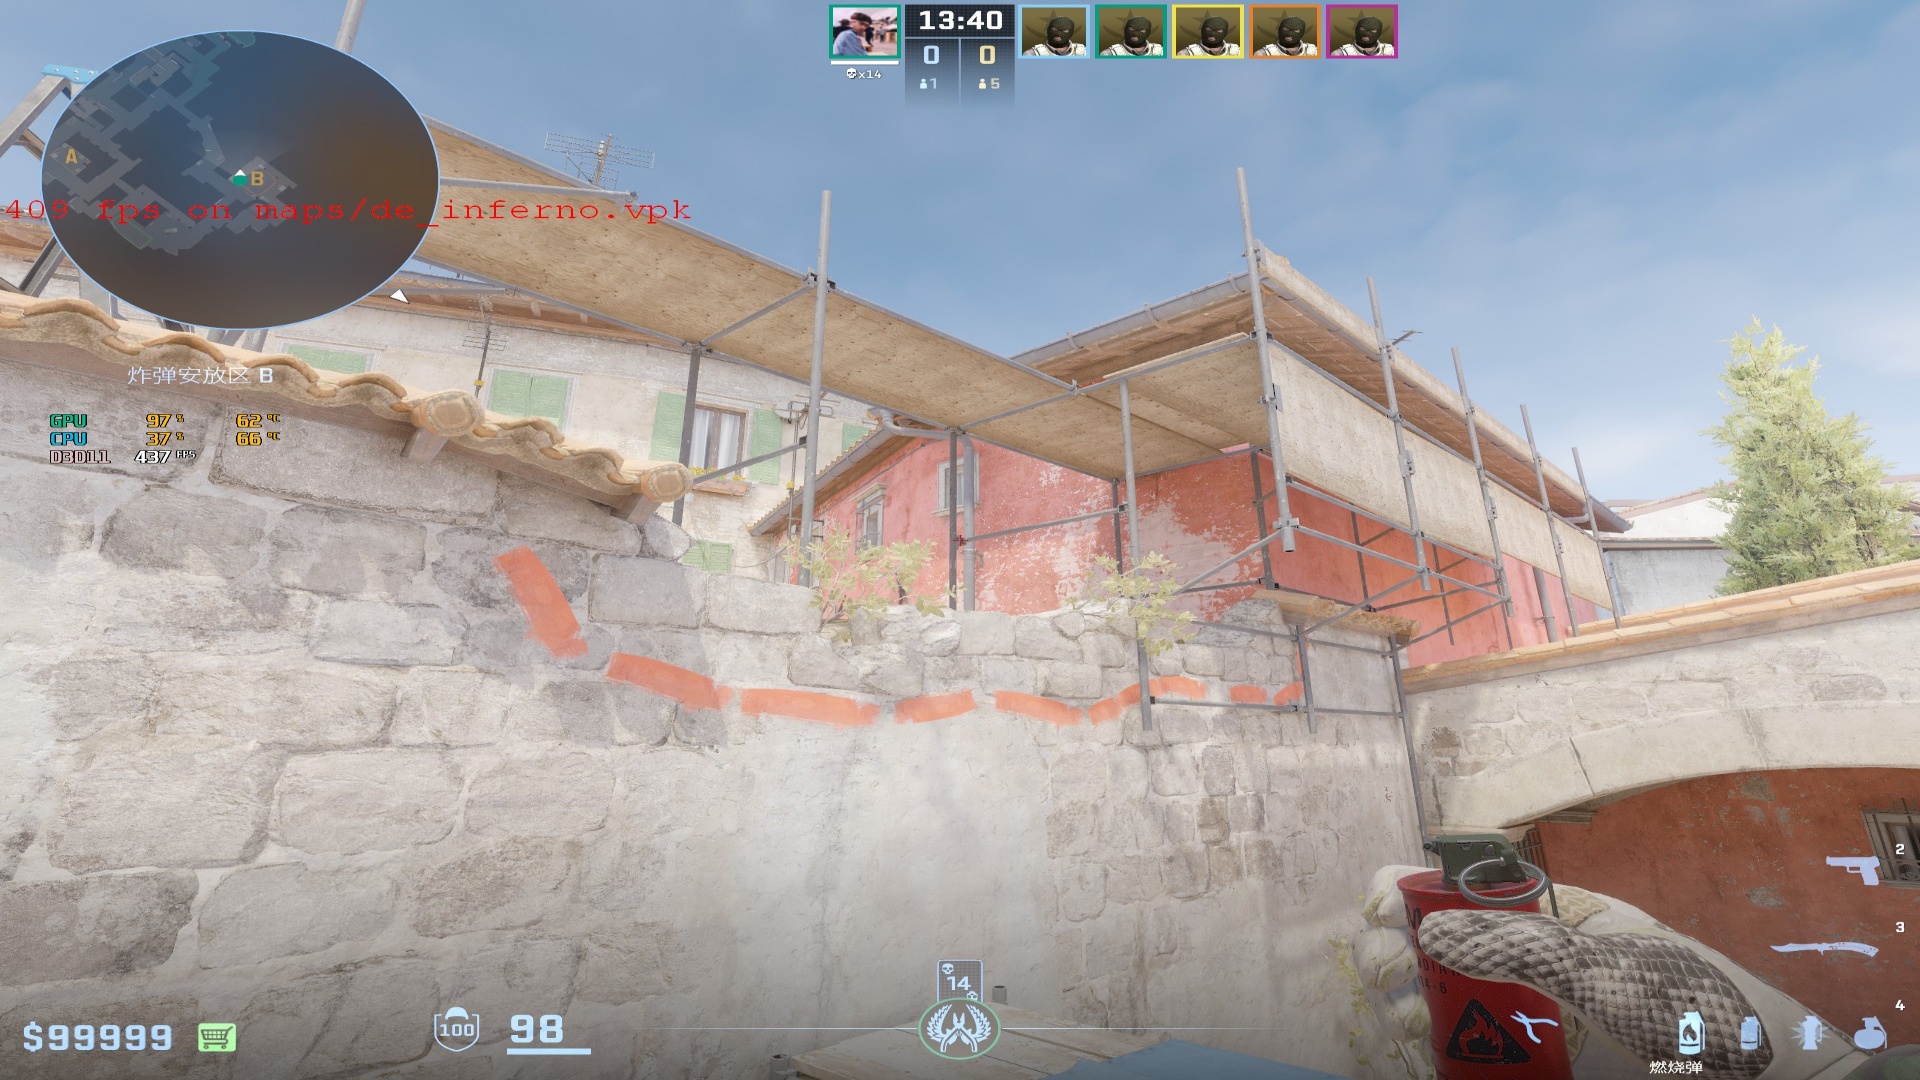 13:40
0 0
x14
1 5
A
B
409 fps on maps/de_inferno.vpk
炸弹安放区 B
GPU 97 % 62 °C
CPU 37 % 66 °C
D3D11 437 FPS
2
3
4
14
$99999
100
98
燃烧弹